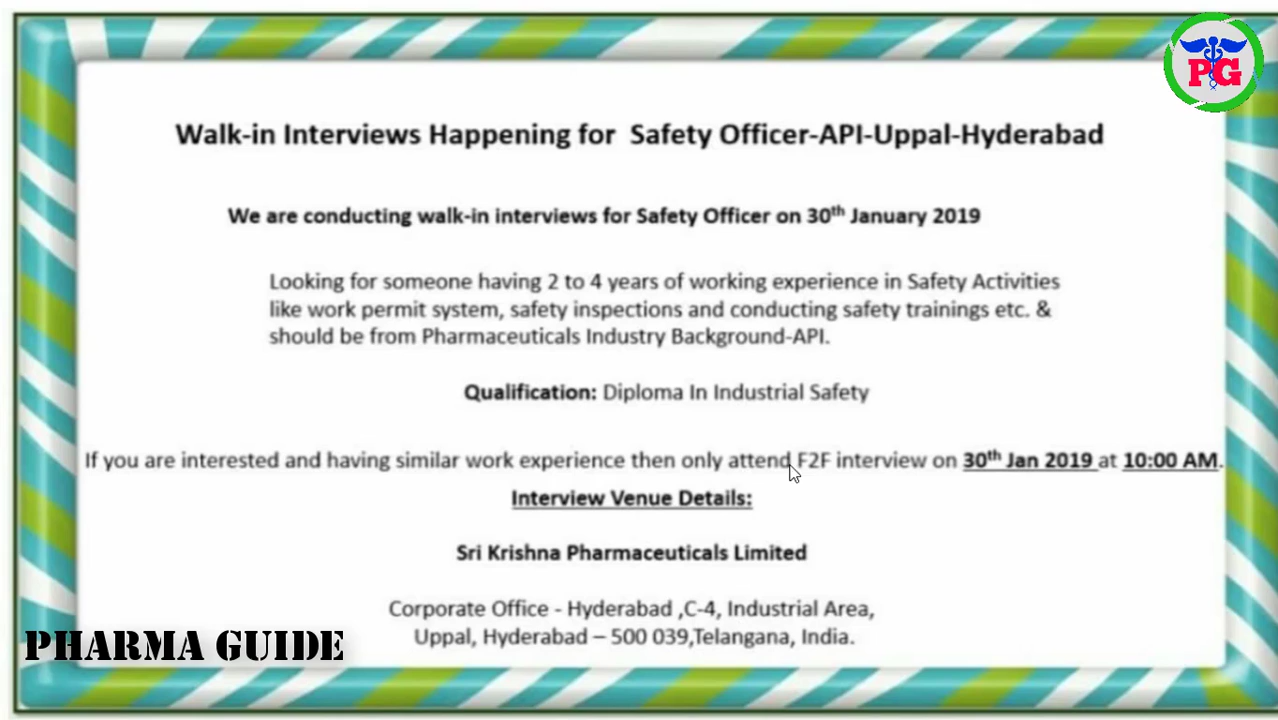 PG
Walk-in Interviews Happening for Safety Officer-API-Uppal-Hyderabad
We are conducting walk-in interviews for Safety Officer on 30th January 2019
Looking for someone having 2 to 4 years of working experience in Safety Activities
like work permit system, safety inspections and conducting safety trainings etc. &
should be from Pharmaceuticals Industry Background-API.
Qualification: Diploma In Industrial Safety
If you are interested and having similar work experience then only attend F2F interview on 30th Jan 2019 at 10:00 AM.
Interview Venue Details:
Sri Krishna Pharmaceuticals Limited
Corporate Office - Hyderabad ,C-4, Industrial Area,
Uppal, Hyderabad – 500 039,Telangana, India.
PHARMA GUIDE